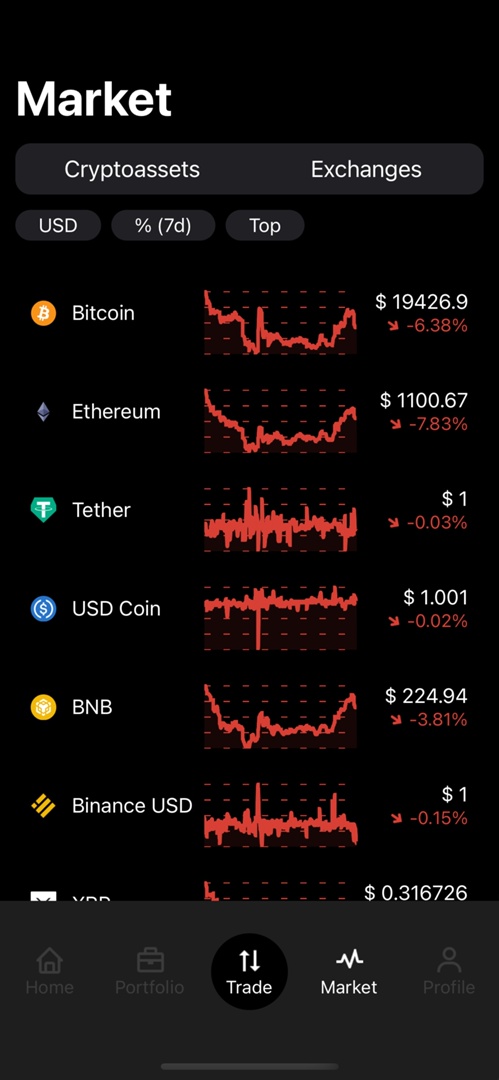 Market
Cryptoassets Exchanges
USD % (7d) Top
Bitcoin
$ 19426.9
-6.38%
Ethereum
$ 1100.67
-7.83%
Tether
$ 1
-0.03%
USD Coin
$ 1.001
-0.02%
BNB
$ 224.94
-3.81%
Binance USD
$ 1
-0.15%
XRP
$ 0.316726
Home Portfolio Trade Market Profile